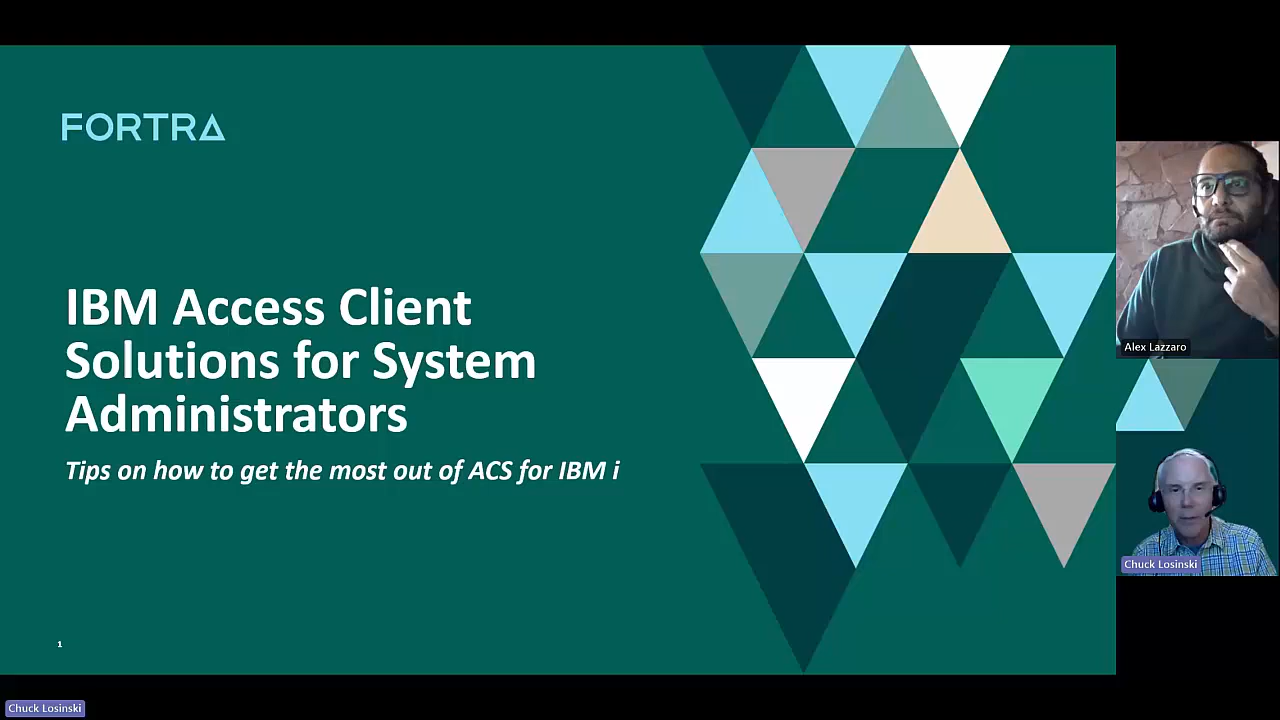 FORTRA
IBM Access Client
Solutions for System
Administrators
Tips on how to get the most out of ACS for IBM i
1
Alex Lazzaro
Chuck Losinski
Chuck Losinski